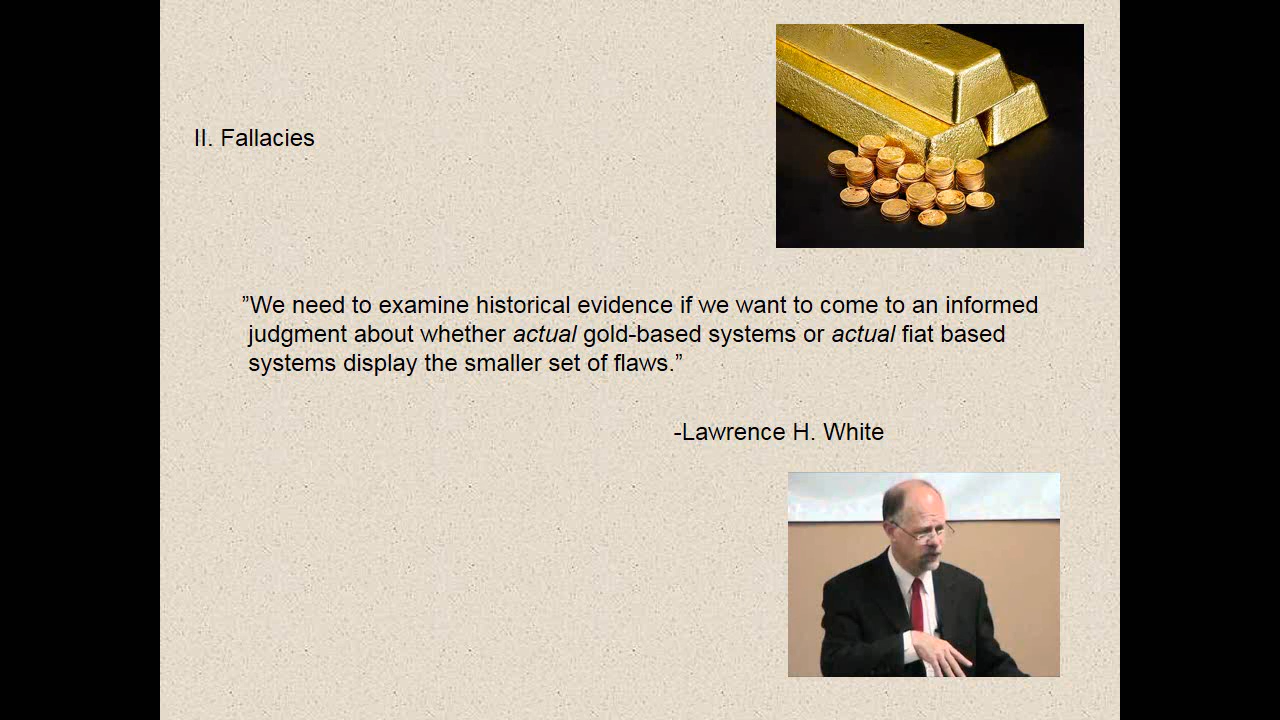 II. Fallacies
”We need to examine historical evidence if we want to come to an informed
judgment about whether actual gold-based systems or actual fiat based
systems display the smaller set of flaws.”
-Lawrence H. White